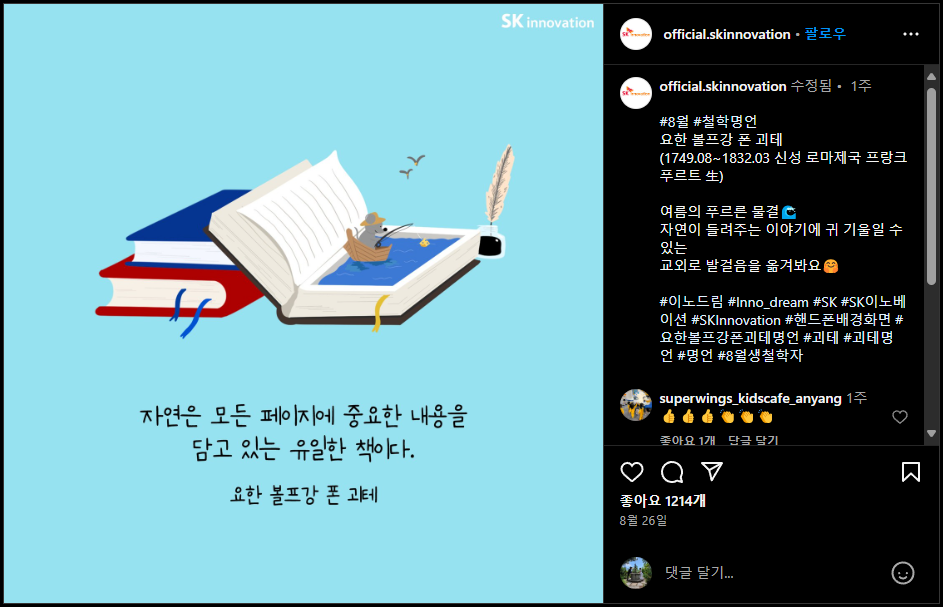 SK innovation
자연은 모든 페이지에 중요한 내용을
담고 있는 유일한 책이다.
요한 볼프강 폰 괴테
official.skinnovation • 팔로우
official.skinnovation 수정됨 • 1주
#8월 #철학명언
요한 볼프강 폰 괴테
(1749.08~1832.03 신성 로마제국 프랑크
푸르트 生)
여름의 푸르른 물결🌊
자연이 들려주는 이야기에 귀 기울일 수
있는
교외로 발걸음을 옮겨봐요🤗
#이노드림 #Inno_dream #SK #SK이노베
이션 #SKInnovation #핸드폰배경화면 #
요한볼프강폰괴테명언 #괴테 #괴테명
언 #명언 #8월생철학자
superwings_kidscafe_anyang 1주
👍👍👍👏👏👏
좋아요 1개 답글 달기
좋아요 1214개
8월 26일
댓글 달기...